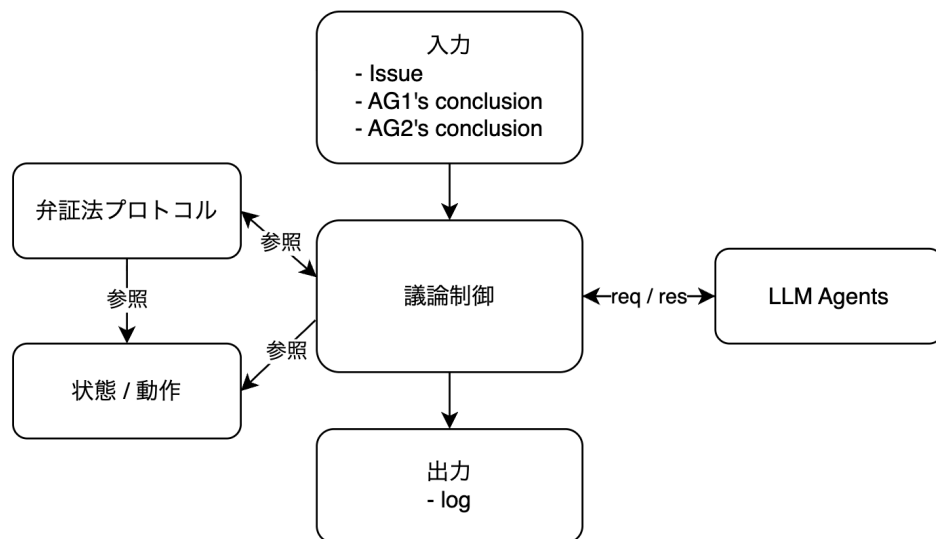 入力
- Issue
- AG1's conclusion
- AG2's conclusion
弁証法プロトコル
参照
議論制御
req / res
LLM Agents
参照
参照
状態 / 動作
出力
- log